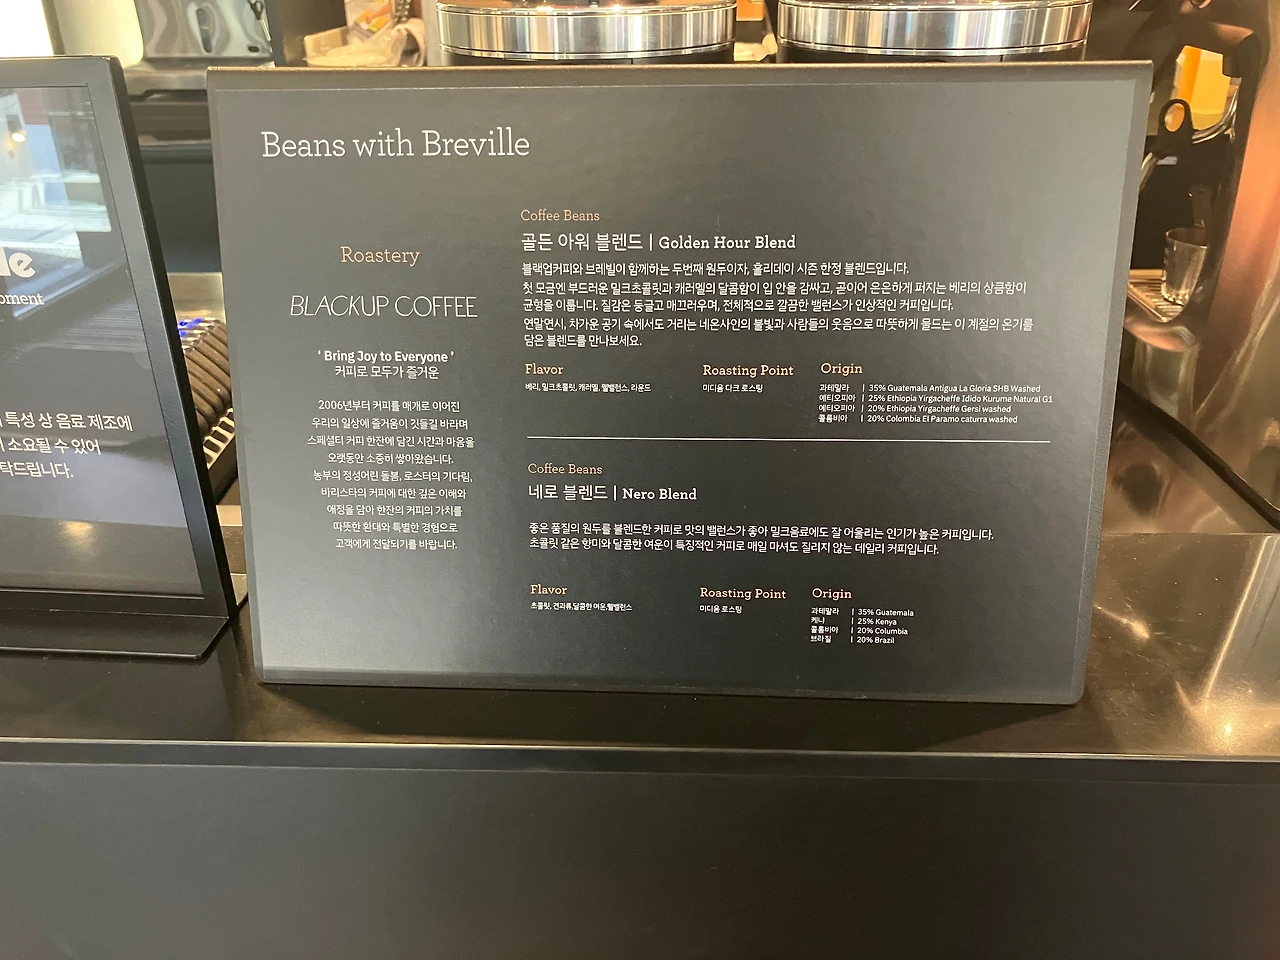 Beans with Breville
Roastery
BLACKUP COFFEE
' Bring Joy to Everyone '
커피로 모두가 즐거운
2006년부터 커피를 매개로 이어진
우리의 일상에 즐거움이 깃들길 바라며
스페셜티 커피 한잔에 담긴 시간과 마음을
오랫동안 소중히 쌓아왔습니다.
농부의 정성어린 돌봄, 로스터의 기다림,
바리스타의 커피에 대한 깊은 이해와
애정을 담아 한잔의 커피의 가치를
따뜻한 환대와 특별한 경험으로
고객에게 전달되기를 바랍니다.
Coffee Beans
골든 아워 블렌드 | Golden Hour Blend
블랙업커피와 브레빌이 함께하는 두번째 원두이자, 홀리데이 시즌 한정 블렌드입니다.
첫 모금엔 부드러운 밀크초콜릿과 캐러멜의 달콤함이 입 안을 감싸고, 곧이어 은은하게 퍼지는 베리의 상큼함이
균형을 이룹니다. 질감은 둥글고 매끄러우며, 전체적으로 깔끔한 밸런스가 인상적인 커피입니다.
연말연시, 차가운 공기 속에서도 거리는 네온사인의 불빛과 사람들의 웃음으로 따뜻하게 물드는 이 계절의 온기를
담은 블렌드를 만나보세요.
Flavor
베리, 밀크초콜릿, 캐러멜, 웰밸런스, 라운드
Roasting Point
미디움 다크 로스팅
Origin
과테말라 | 35% Guatemala Antigua La Gloria SHB Washed
에티오피아 | 25% Ethiopia Yirgacheffe Idido Kurume Natural G1
에티오피아 | 20% Ethiopia Yirgacheffe Gersi washed
콜롬비아 | 20% Colombia El Paramo caturra washed
Coffee Beans
네로 블렌드 | Nero Blend
좋은 품질의 원두를 블렌드한 커피로 맛의 밸런스가 좋아 밀크음료에도 잘 어울리는 인기가 높은 커피입니다.
초콜릿 같은 향미와 달콤한 여운이 특징적인 커피로 매일 마셔도 질리지 않는 데일리 커피입니다.
Flavor
초콜릿, 견과류,달콤한 여운,웰밸런스
Roasting Point
미디움 로스팅
Origin
과테말라 | 35% Guatemala
케냐 | 25% Kenya
콜롬비아 | 20% Columbia
브라질 | 20% Brazil
le
특성 상 음료 제조에
소요될 수 있어
탁드립니다.